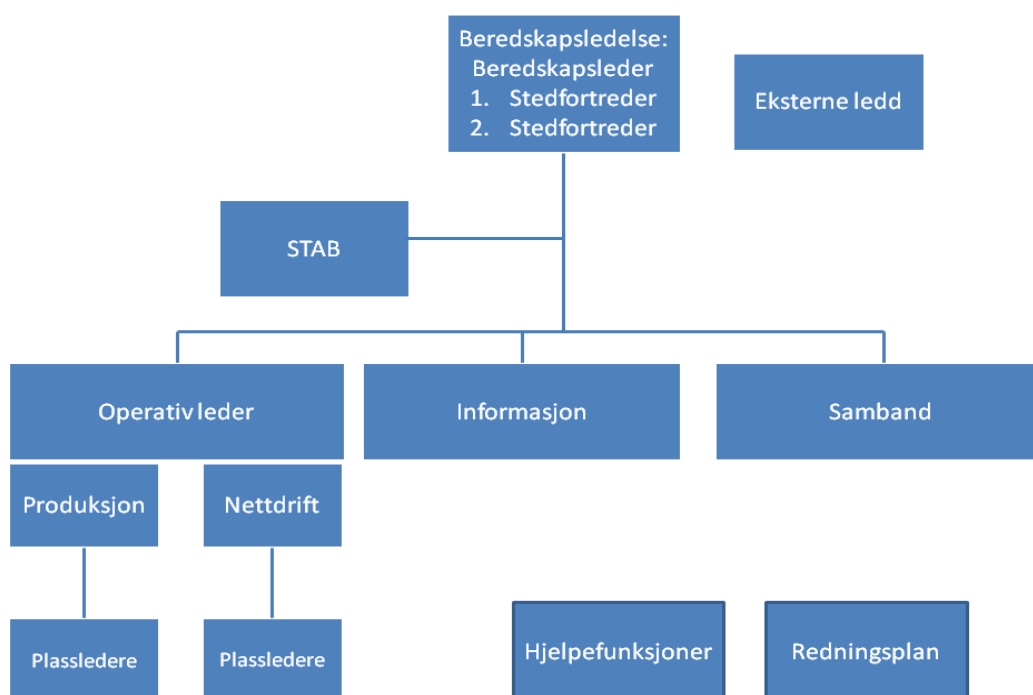 Beredskapsledelse:
Beredskapsleder
1. Stedfortreder
2. Stedfortreder
Eksterne ledd
STAB
Operativ leder
Informasjon
Samband
Produksjon
Nettdrift
Plassledere
Plassledere
Hjelpefunksjoner
Redningsplan